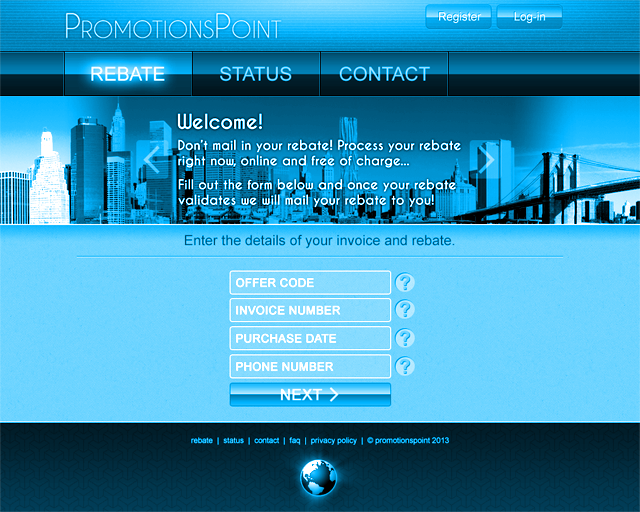 PROMOTIONSPOINT
Register
Log-in
REBATE
STATUS
CONTACT
Welcome!
Don't mail in your rebate! Process your rebate
right now, online and free of charge...
Fill out the form below and once your rebate
validates we will mail your rebate to you!
Enter the details of your invoice and rebate.
OFFER CODE ?
INVOICE NUMBER ?
PURCHASE DATE ?
PHONE NUMBER ?
NEXT >
rebate | status | contact | faq | privacy policy | © promotionspoint 2013